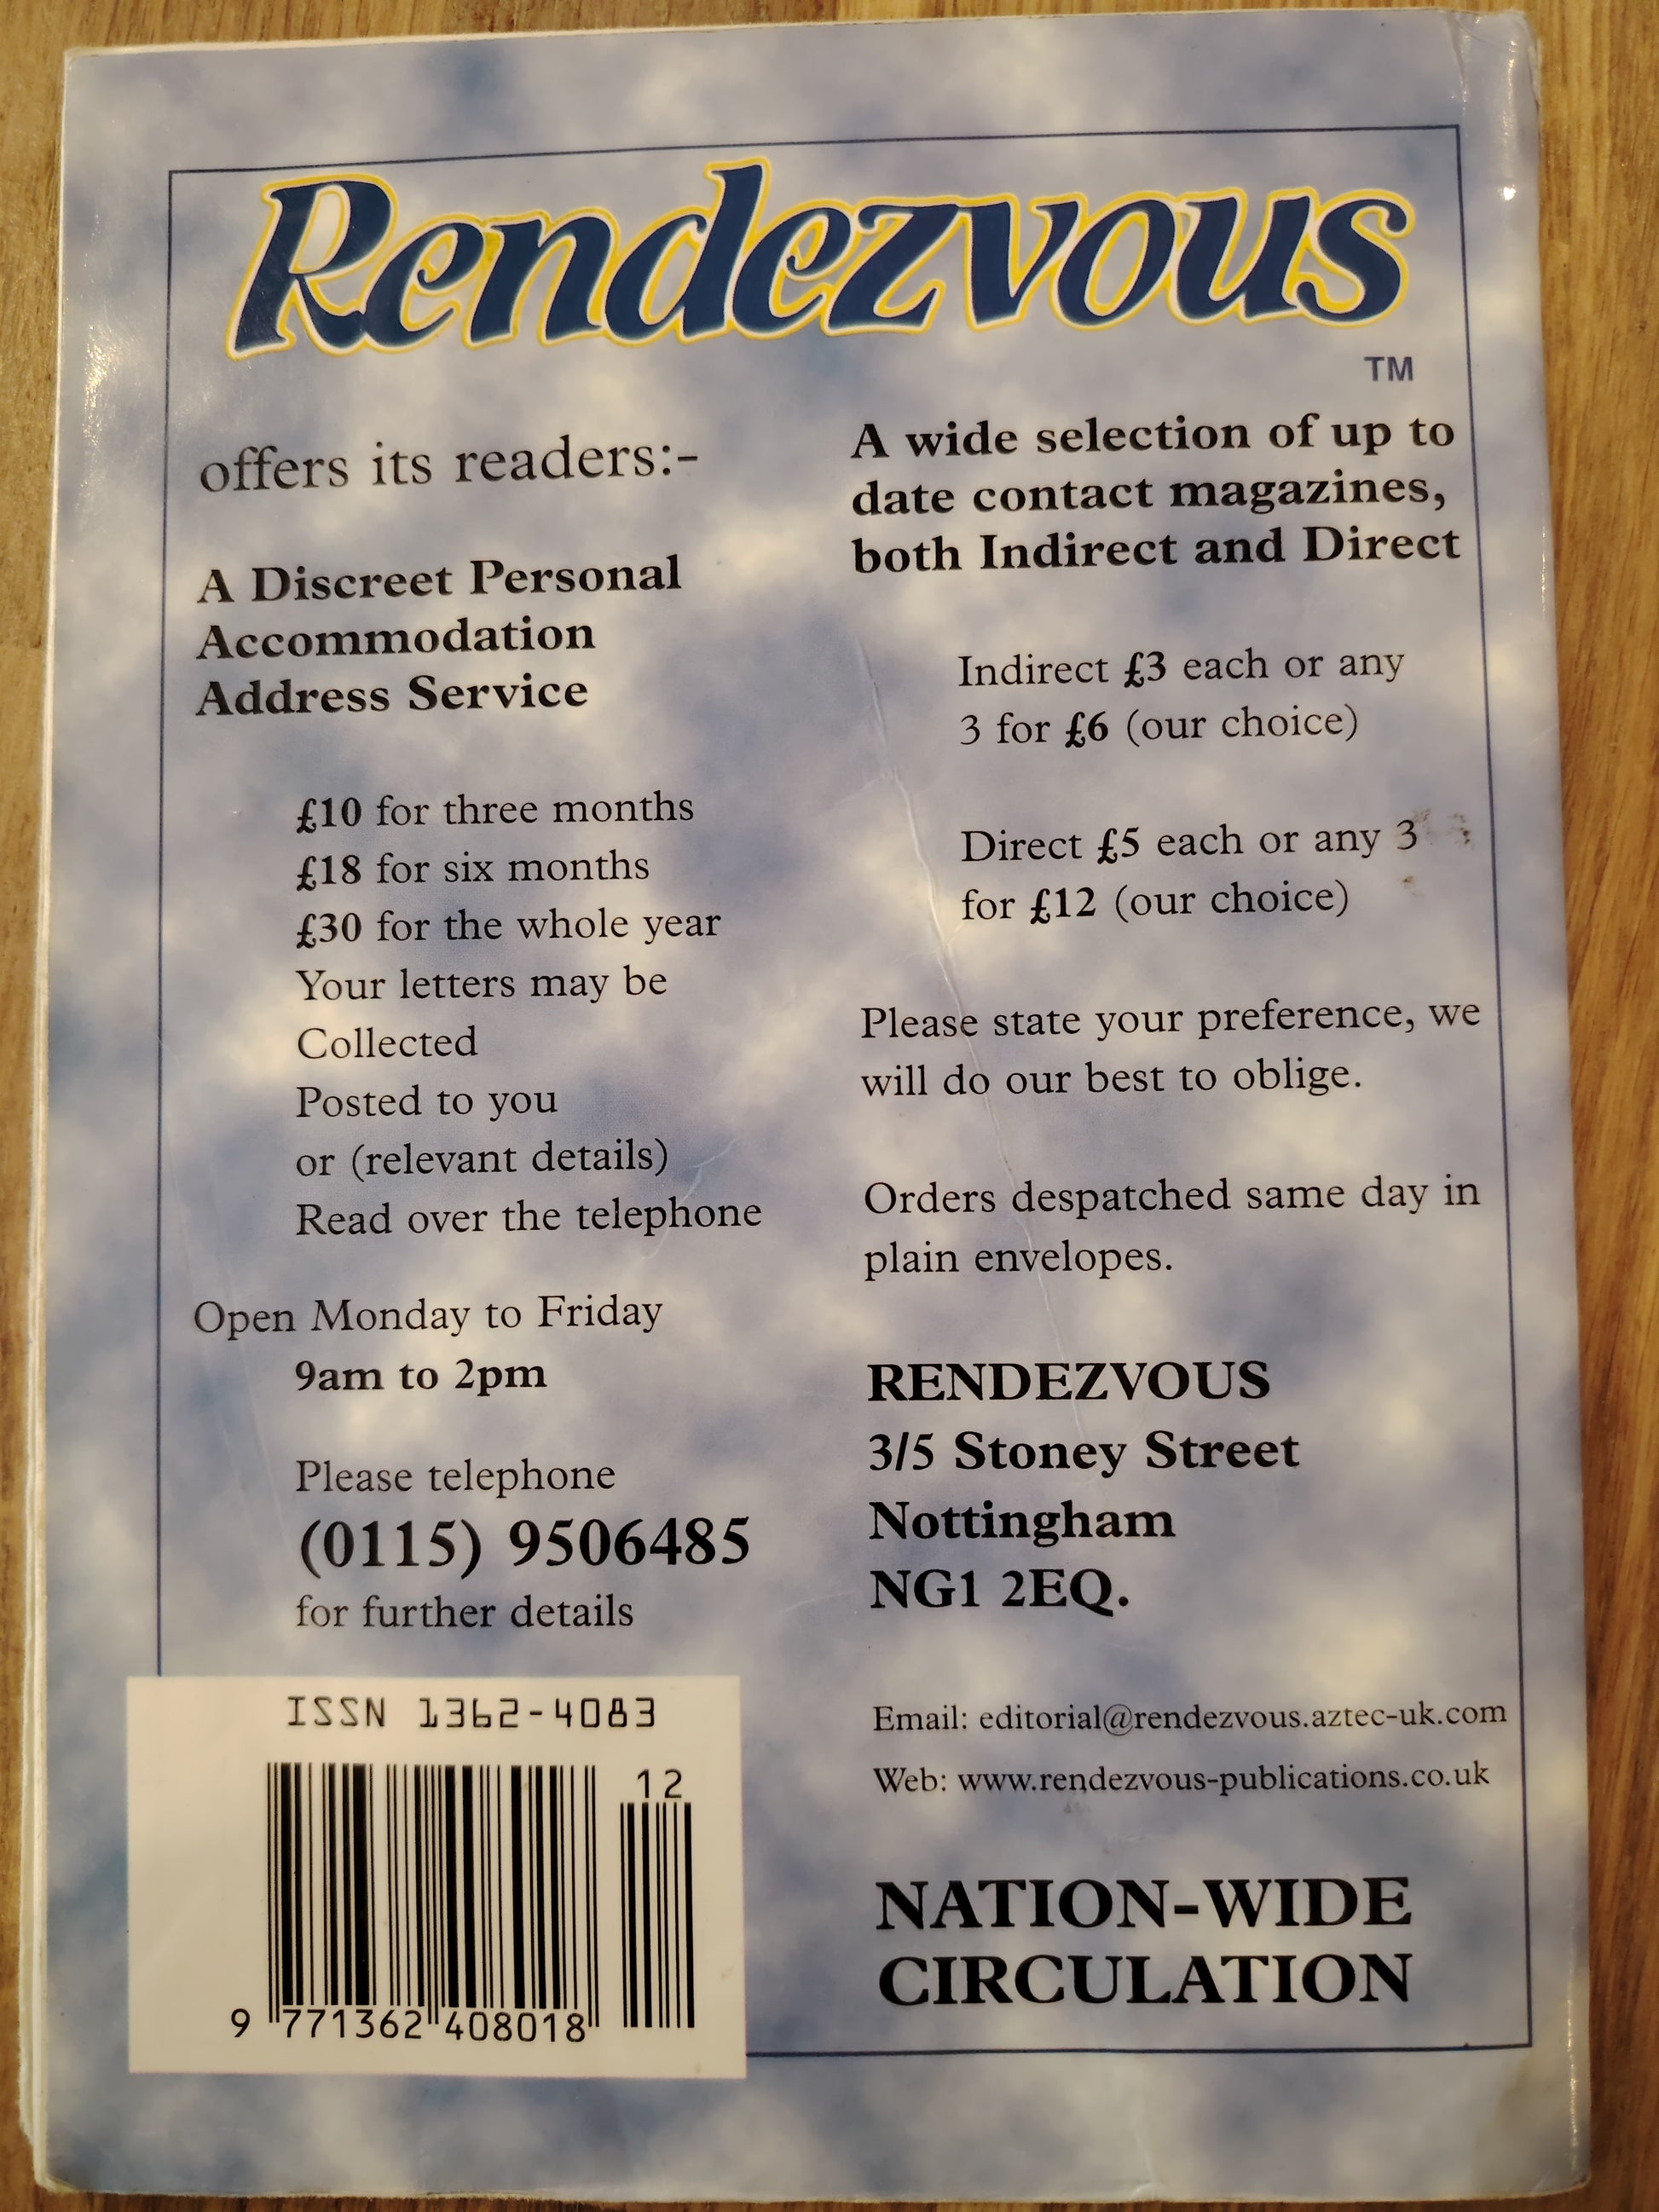 Rendezvous
TM
offers its readers:-
A Discreet Personal
Accommodation
Address Service
£10 for three months
£18 for six months
£30 for the whole year
Your letters may be
Collected
Posted to you
or (relevant details)
Read over the telephone
Open Monday to Friday
9am to 2pm
Please telephone
(0115) 9506485
for further details
A wide selection of up to
date contact magazines,
both Indirect and Direct
Indirect £3 each or any
3 for £6 (our choice)
Direct £5 each or any 3
for £12 (our choice)
Please state your preference, we
will do our best to oblige.
Orders despatched same day in
plain envelopes.
RENDEZVOUS
3/5 Stoney Street
Nottingham
NG1 2EQ.
Email: editorial@rendezvous.aztec-uk.com
Web: www.rendezvous-publications.co.uk
NATION-WIDE
CIRCULATION
ISSN 1362-4083
12
9 771362 408018